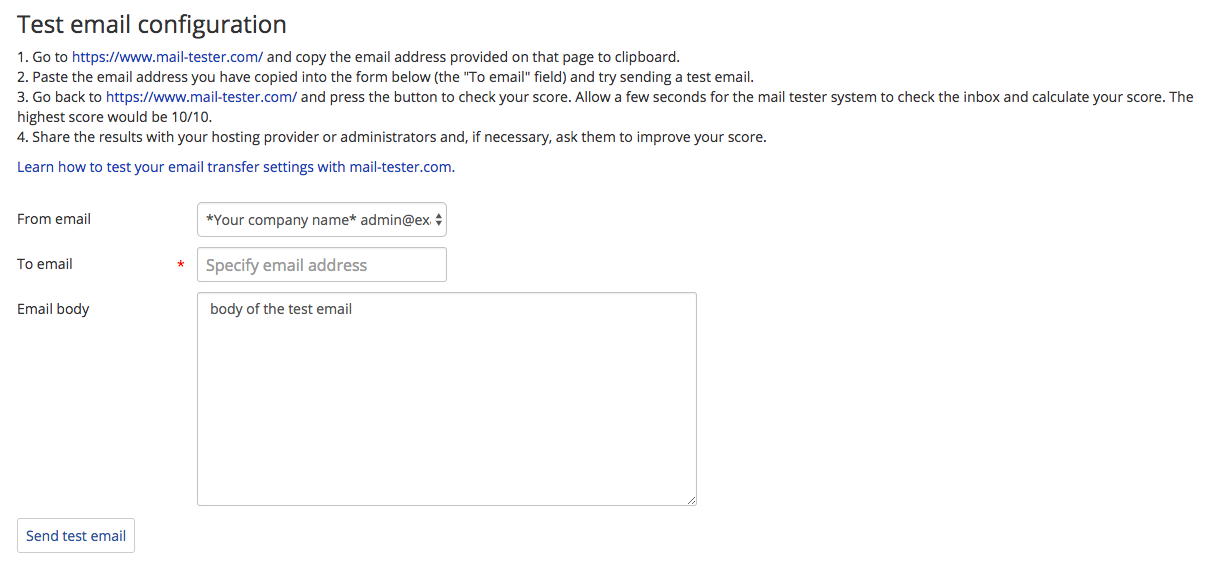 Test email configuration
1. Go to https://www.mail-tester.com/ and copy the email address provided on that page to clipboard.
2. Paste the email address you have copied into the form below (the "To email" field) and try sending a test email.
3. Go back to https://www.mail-tester.com/ and press the button to check your score. Allow a few seconds for the mail tester system to check the inbox and calculate your score. The
highest score would be 10/10.
4. Share the results with your hosting provider or administrators and, if necessary, ask them to improve your score.
Learn how to test your email transfer settings with mail-tester.com.
From email *Your company name* admin@ex
To email * Specify email address
Email body body of the test email
Send test email